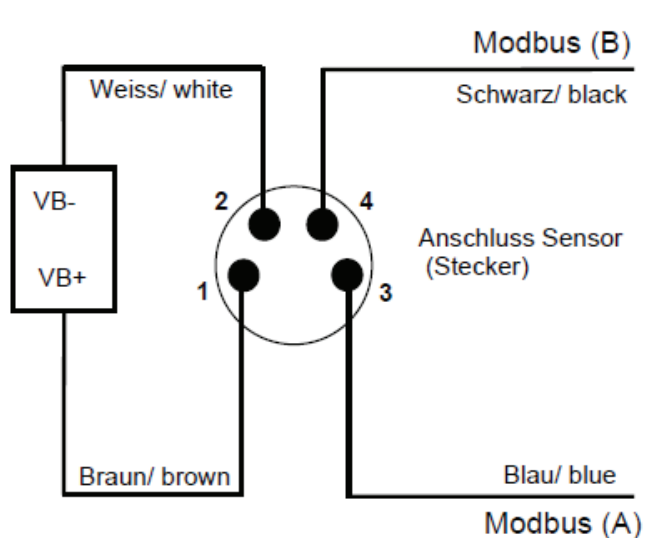 Modbus (B)
Weiss/ white
Schwarz/ black
VB-
2
4
Anschluss Sensor
(Stecker)
VB+
1
3
Braun/ brown
Blau/ blue
Modbus (A)